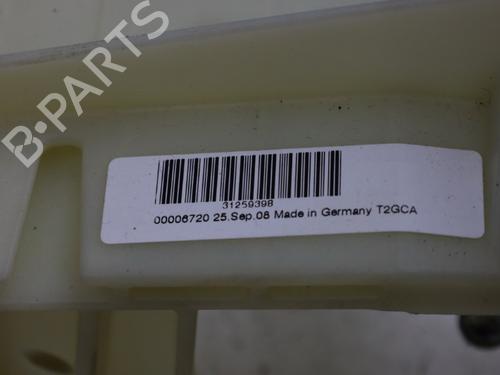 B-PARTS
31259398
00006720 25.Sep.08 Made in Germany T2GCA